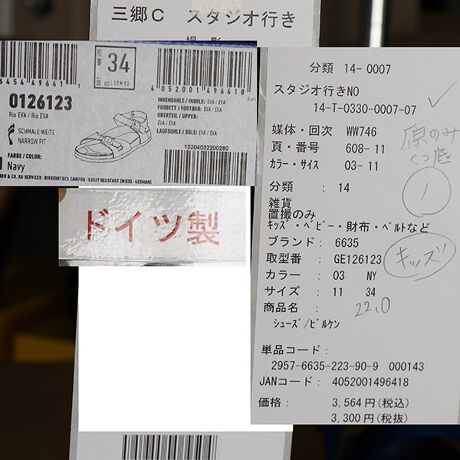 三郷C　スタジオ行き
34
4052001496418
0126123
Rio EVA / Rio EVA
SCHMALE WEITE
NARROW FIT
INNENSOHLE / INSOLE: EVA / EVA
FUSSBETT / FOOTBED: EVA / EVA
OBERTEIL / UPPER:
EVA / EVA
LAUFSOHLE / SOLE: EVA / EVA
FARBE / COLOR:
Navy
13204032200280
ドイツ製
分類　14-0007
スタジオ行きNO
14-T-0330-0007-07
媒体・回次　WW746
頁・番号　608-11
カラー・サイズ　03-11
原のみ
くつ底
1
分類　：　14
雑貨
置撮のみ
ｷｯｽﾞ・ﾍﾞﾋﾞｰ・財布・ﾍﾞﾙﾄなど
ブランド：　6635
取型番　：　GE126123
キッズ
カラー　：　03　NY
サイズ　：　11　34
商品名　：
22.0
ｼｭｰｽﾞ/ﾋﾞﾙｹﾝ
単品コード：
2957-6635-223-90-9　000143
JANコード：　4052001496418
価格：　3,564 円(税込)
3,300 円(税抜)